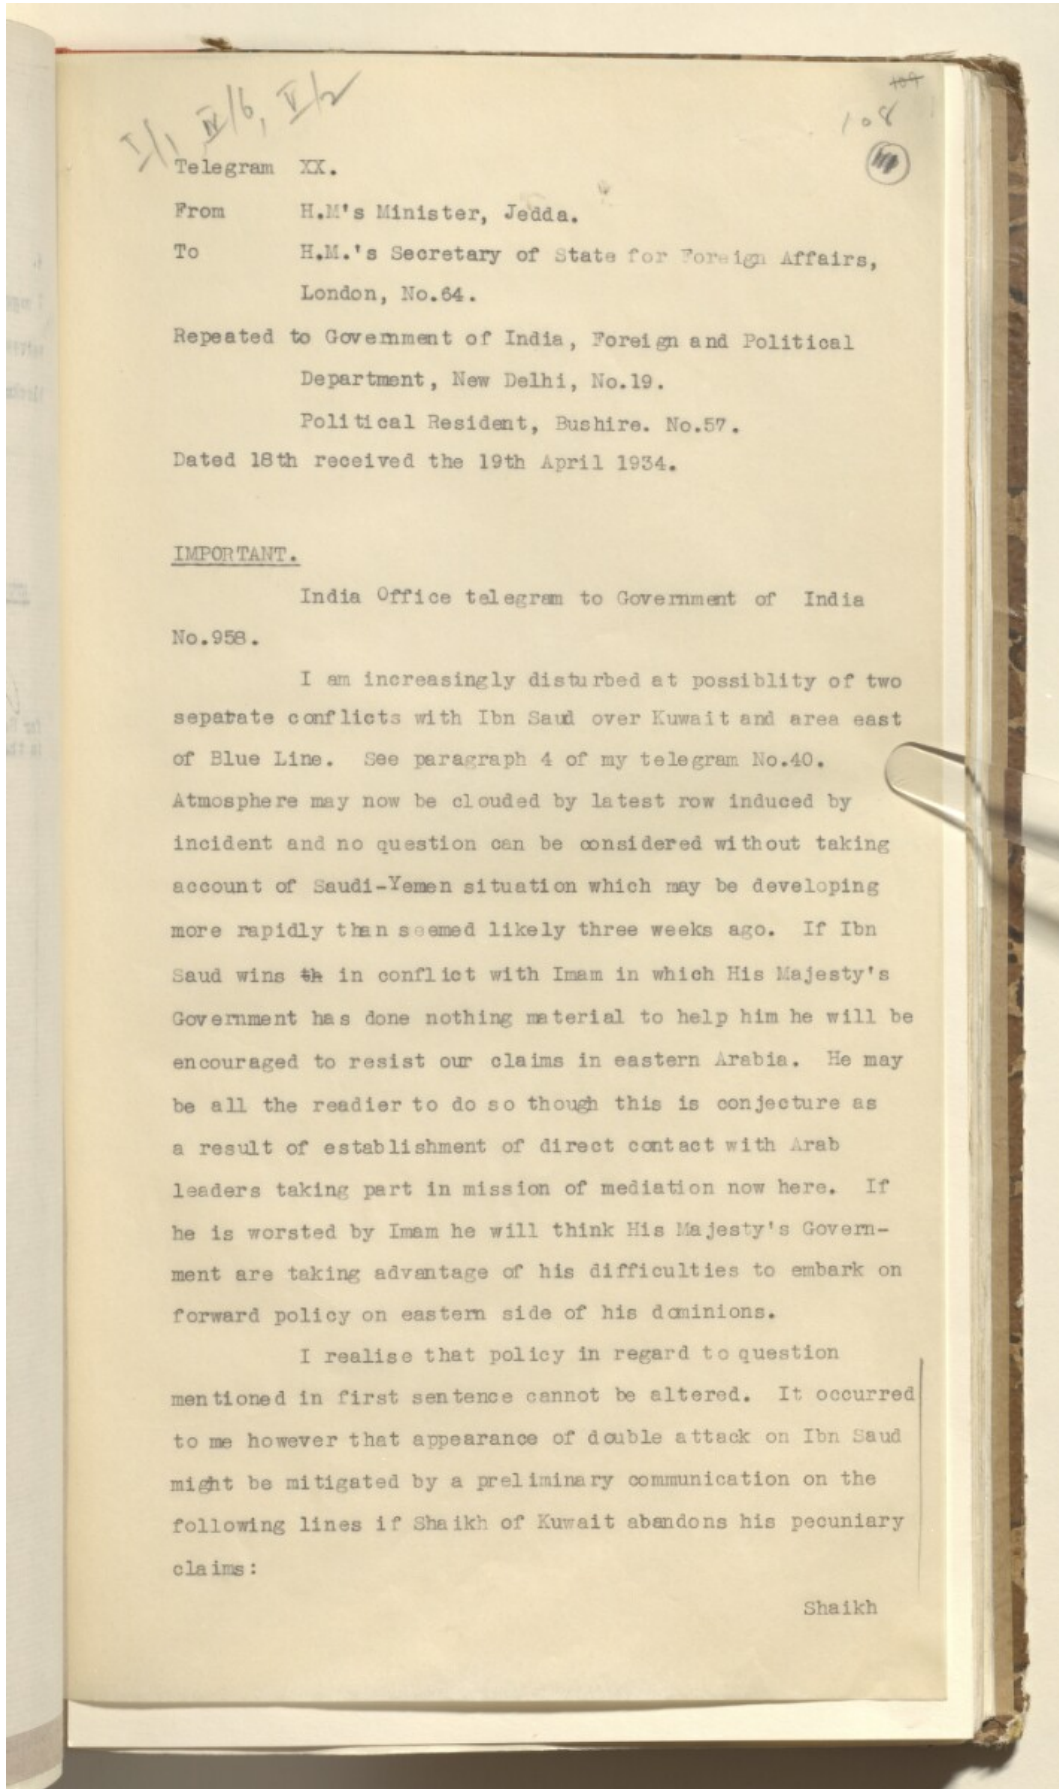 I/1, IV/6, V/2
109
108
Telegram XX.
From H.M's Minister, Jedda.
To H.M.'s Secretary of State for Foreign Affairs,
London, No.64.
Repeated to Government of India, Foreign and Political
Department, New Delhi, No.19.
Political Resident, Bushire. No.57.
Dated 18th received the 19th April 1934.
IMPORTANT.
India Office telegram to Government of India
No.958.
I am increasingly disturbed at possiblity of two
separate conflicts with Ibn Saud over Kuwait and area east
of Blue Line. See paragraph 4 of my telegram No.40.
Atmosphere may now be clouded by latest row induced by
incident and no question can be considered without taking
account of Saudi-Yemen situation which may be developing
more rapidly than seemed likely three weeks ago. If Ibn
Saud wins th in conflict with Imam in which His Majesty's
Government has done nothing material to help him he will be
encouraged to resist our claims in eastern Arabia. He may
be all the readier to do so though this is conjecture as
a result of establishment of direct contact with Arab
leaders taking part in mission of mediation now here. If
he is worsted by Imam he will think His Majesty's Govern-
ment are taking advantage of his difficulties to embark on
forward policy on eastern side of his dominions.
I realise that policy in regard to question
mentioned in first sentence cannot be altered. It occurred
to me however that appearance of double attack on Ibn Saud
might be mitigated by a preliminary communication on the
following lines if Shaikh of Kuwait abandons his pecuniary
claims:
Shaikh